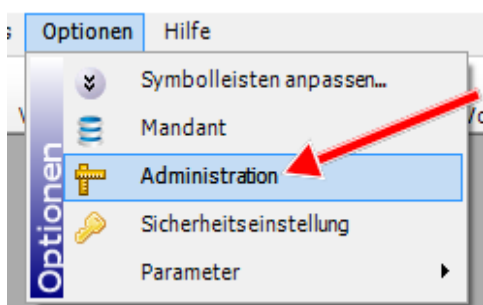 Optionen Hilfe
Symbolleisten anpassen...
Mandant
Administration
Sicherheitseinstellung
Parameter
Optionen